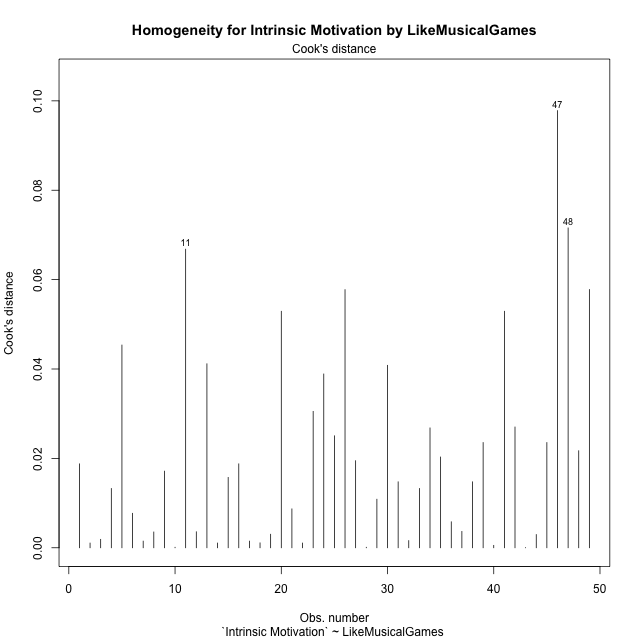 Homogeneity for Intrinsic Motivation by LikeMusicalGames
Cook's distance
47
48
11
0.10
0.08
0.06
0.04
0.02
0.00
Cook's distance
0 10 20 30 40 50
Obs. number
`Intrinsic Motivation` ~ LikeMusicalGames